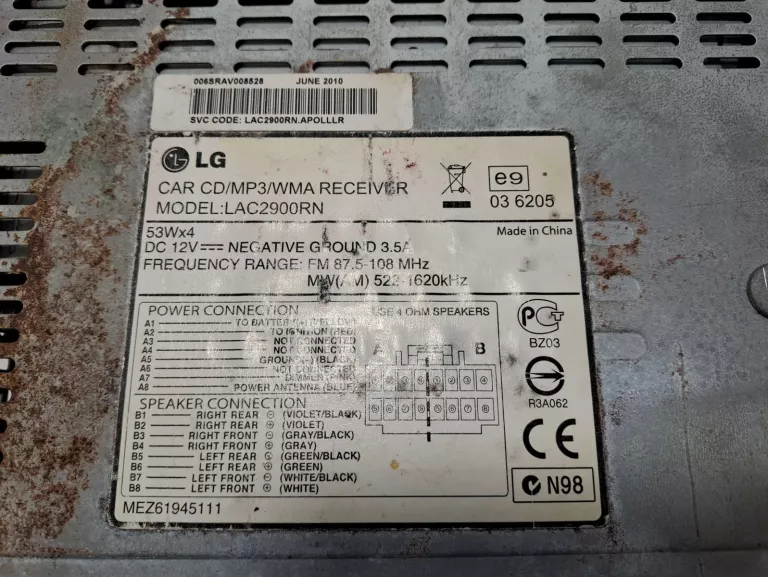 006SRAV008528 JUNE 2010
SVC CODE: LAC2900RN.APOLLLR
LG
CAR CD/MP3/WMA RECEIVER
MODEL:LAC2900RN
e9
03 6205
53Wx4
Made in China
DC 12V NEGATIVE GROUND 3.5A
FREQUENCY RANGE: FM 87.5-108 MHz
MW(AM) 522-1620kHz
POWER CONNECTION
USE 4 OHM SPEAKERS
A1 TO BATTERY(+) (YELLOW)
A2 TO IGNITION (RED)
A3 NOT CONNECTED
A4 NOT CONNECTED
A5 GROUND(-) (BLACK)
A6 NOT CONNECTED
A7 DIMMER (PINK)
A8 POWER ANTENNA (BLUE)
A B
SPEAKER CONNECTION
B1 RIGHT REAR ⊖ (VIOLET/BLACK)
B2 RIGHT REAR ⊕ (VIOLET)
B3 RIGHT FRONT ⊖ (GRAY/BLACK)
B4 RIGHT FRONT ⊕ (GRAY)
B5 LEFT REAR ⊖ (GREEN/BLACK)
B6 LEFT REAR ⊕ (GREEN)
B7 LEFT FRONT ⊖ (WHITE/BLACK)
B8 LEFT FRONT ⊕ (WHITE)
PCT
BZ03
R3A062
CE
N98
MEZ61945111